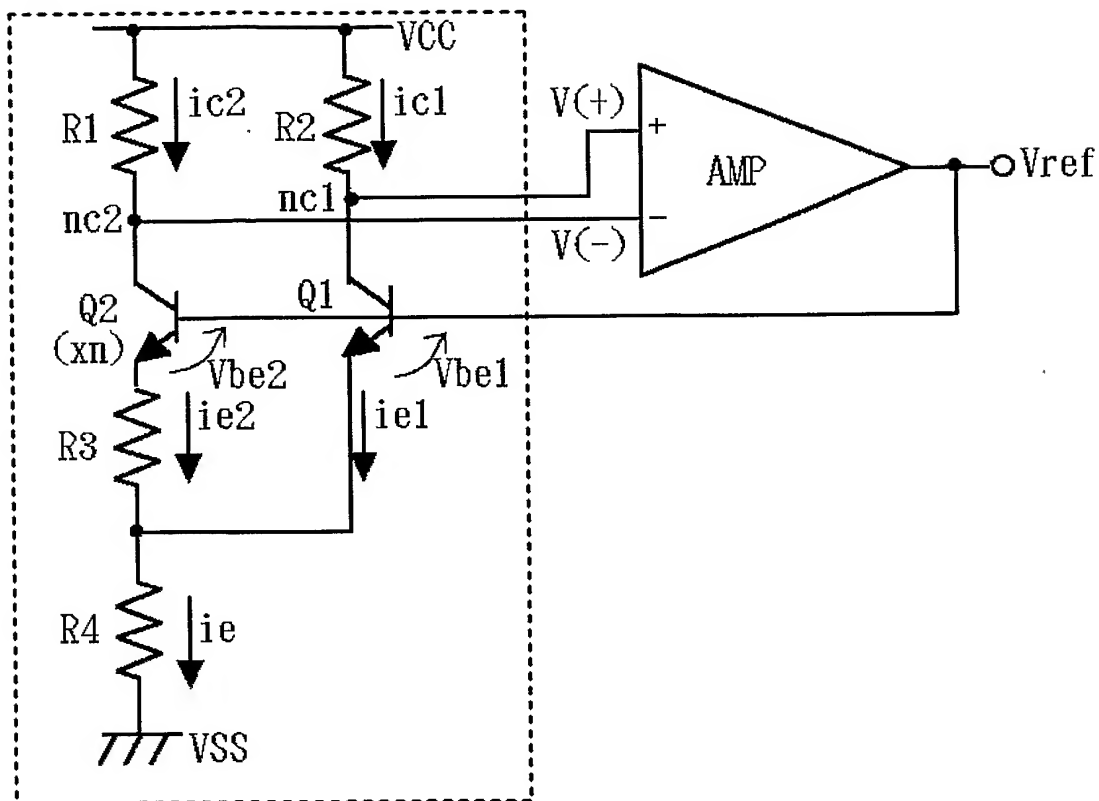 VCC
ic2
ic1
R1
R2
V(+)
+
AMP
Vref
nc1
nc2
−
V(-)
Q2
(xn)
Q1
Vbe2
Vbe1
ie2
ie1
R3
R4
ie
VSS